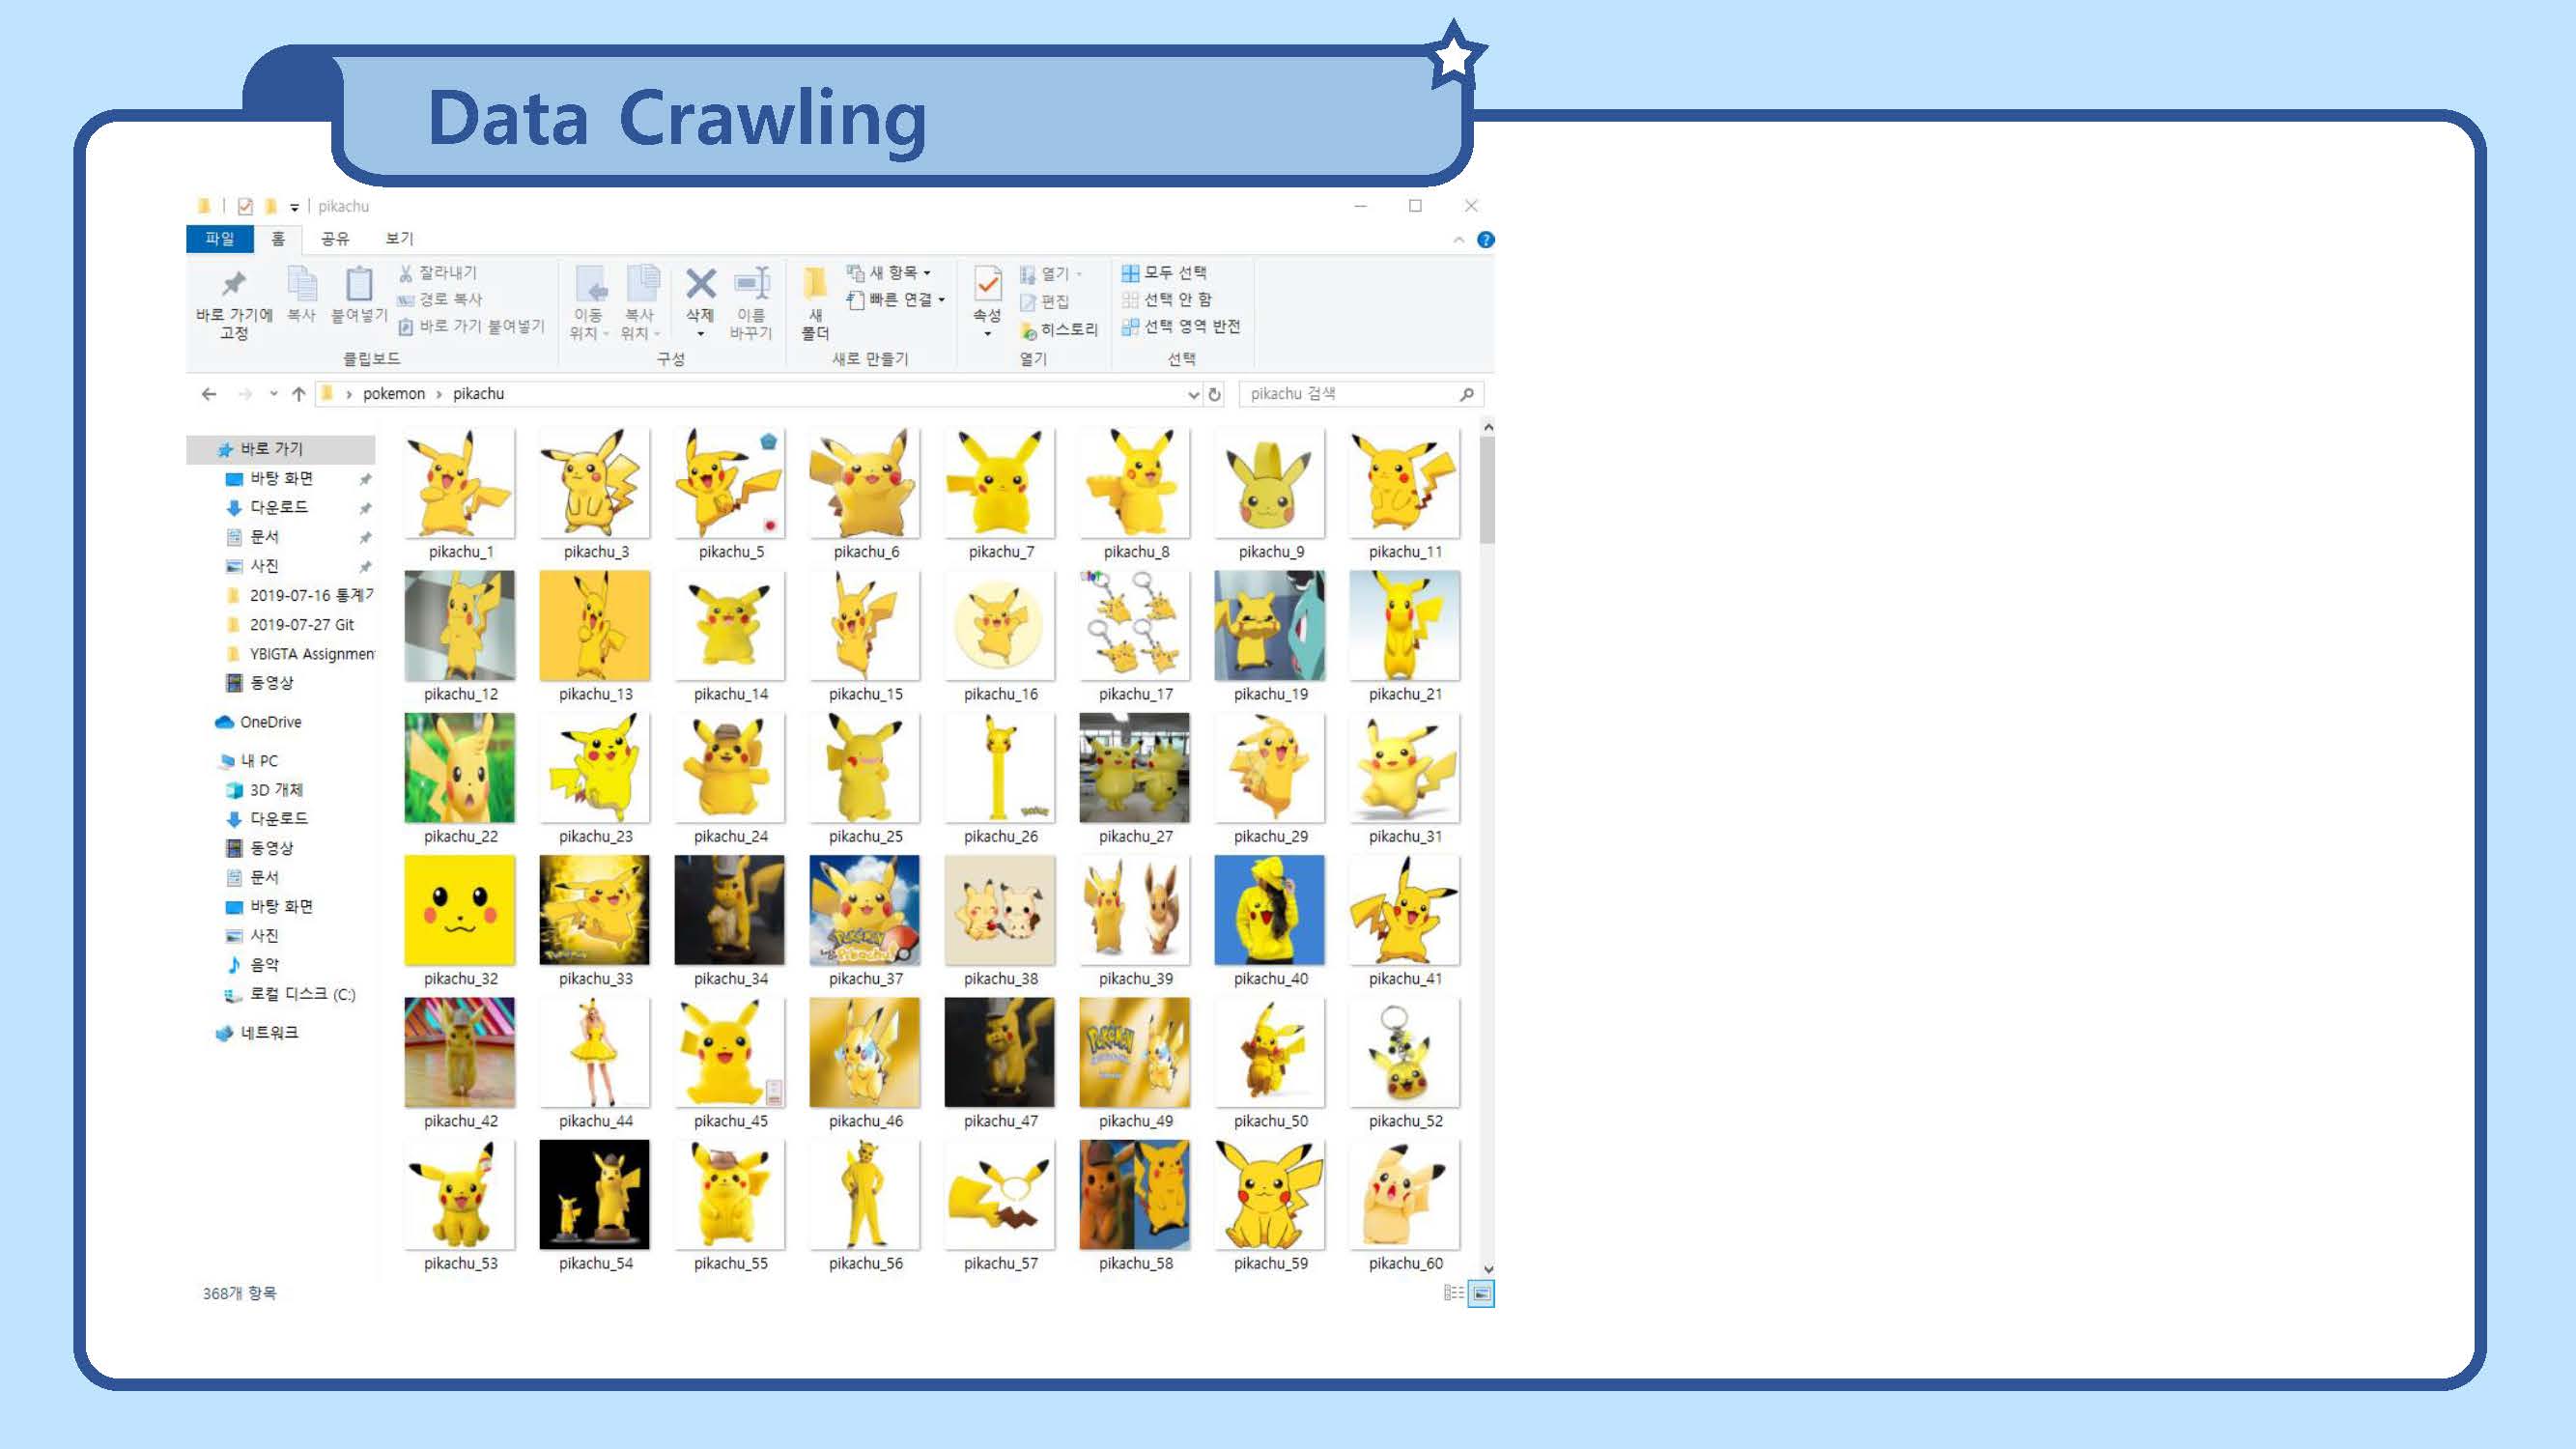 Data Crawling
pikachu
파일 홈 공유 보기
바로 가기에
고정
복사
붙여넣기
잘라내기
경로 복사
바로 가기 붙여넣기
클립보드
이동
위치
복사
위치
삭제
이름
바꾸기
구성
새
폴더
새 항목
빠른 연결
새로 만들기
속성
열기
편집
히스토리
열기
모두 선택
선택 안 함
선택 영역 반전
선택
pokemon › pikachu
pikachu 검색
바로 가기
바탕 화면
다운로드
문서
사진
2019-07-16 통계
2019-07-27 Git
YBIGTA Assignmen
동영상
OneDrive
내 PC
3D 개체
다운로드
동영상
문서
바탕 화면
사진
음악
로컬 디스크 (C:)
네트워크
pikachu_1 pikachu_3 pikachu_5 pikachu_6 pikachu_7 pikachu_8 pikachu_9 pikachu_11
pikachu_12 pikachu_13 pikachu_14 pikachu_15 pikachu_16 pikachu_17 pikachu_19 pikachu_21
pikachu_22 pikachu_23 pikachu_24 pikachu_25 pikachu_26 pikachu_27 pikachu_29 pikachu_31
POKéMON
Pikachu!
pikachu_32 pikachu_33 pikachu_34 pikachu_37 pikachu_38 pikachu_39 pikachu_40 pikachu_41
POKéMON
pikachu_42 pikachu_44 pikachu_45 pikachu_46 pikachu_47 pikachu_49 pikachu_50 pikachu_52
pikachu_53 pikachu_54 pikachu_55 pikachu_56 pikachu_57 pikachu_58 pikachu_59 pikachu_60
368개 항목